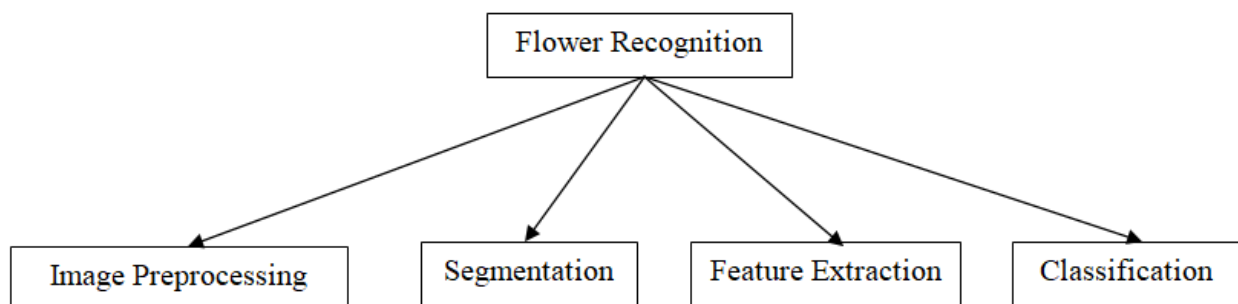 Flower Recognition
Image Preprocessing
Segmentation
Feature Extraction
Classification